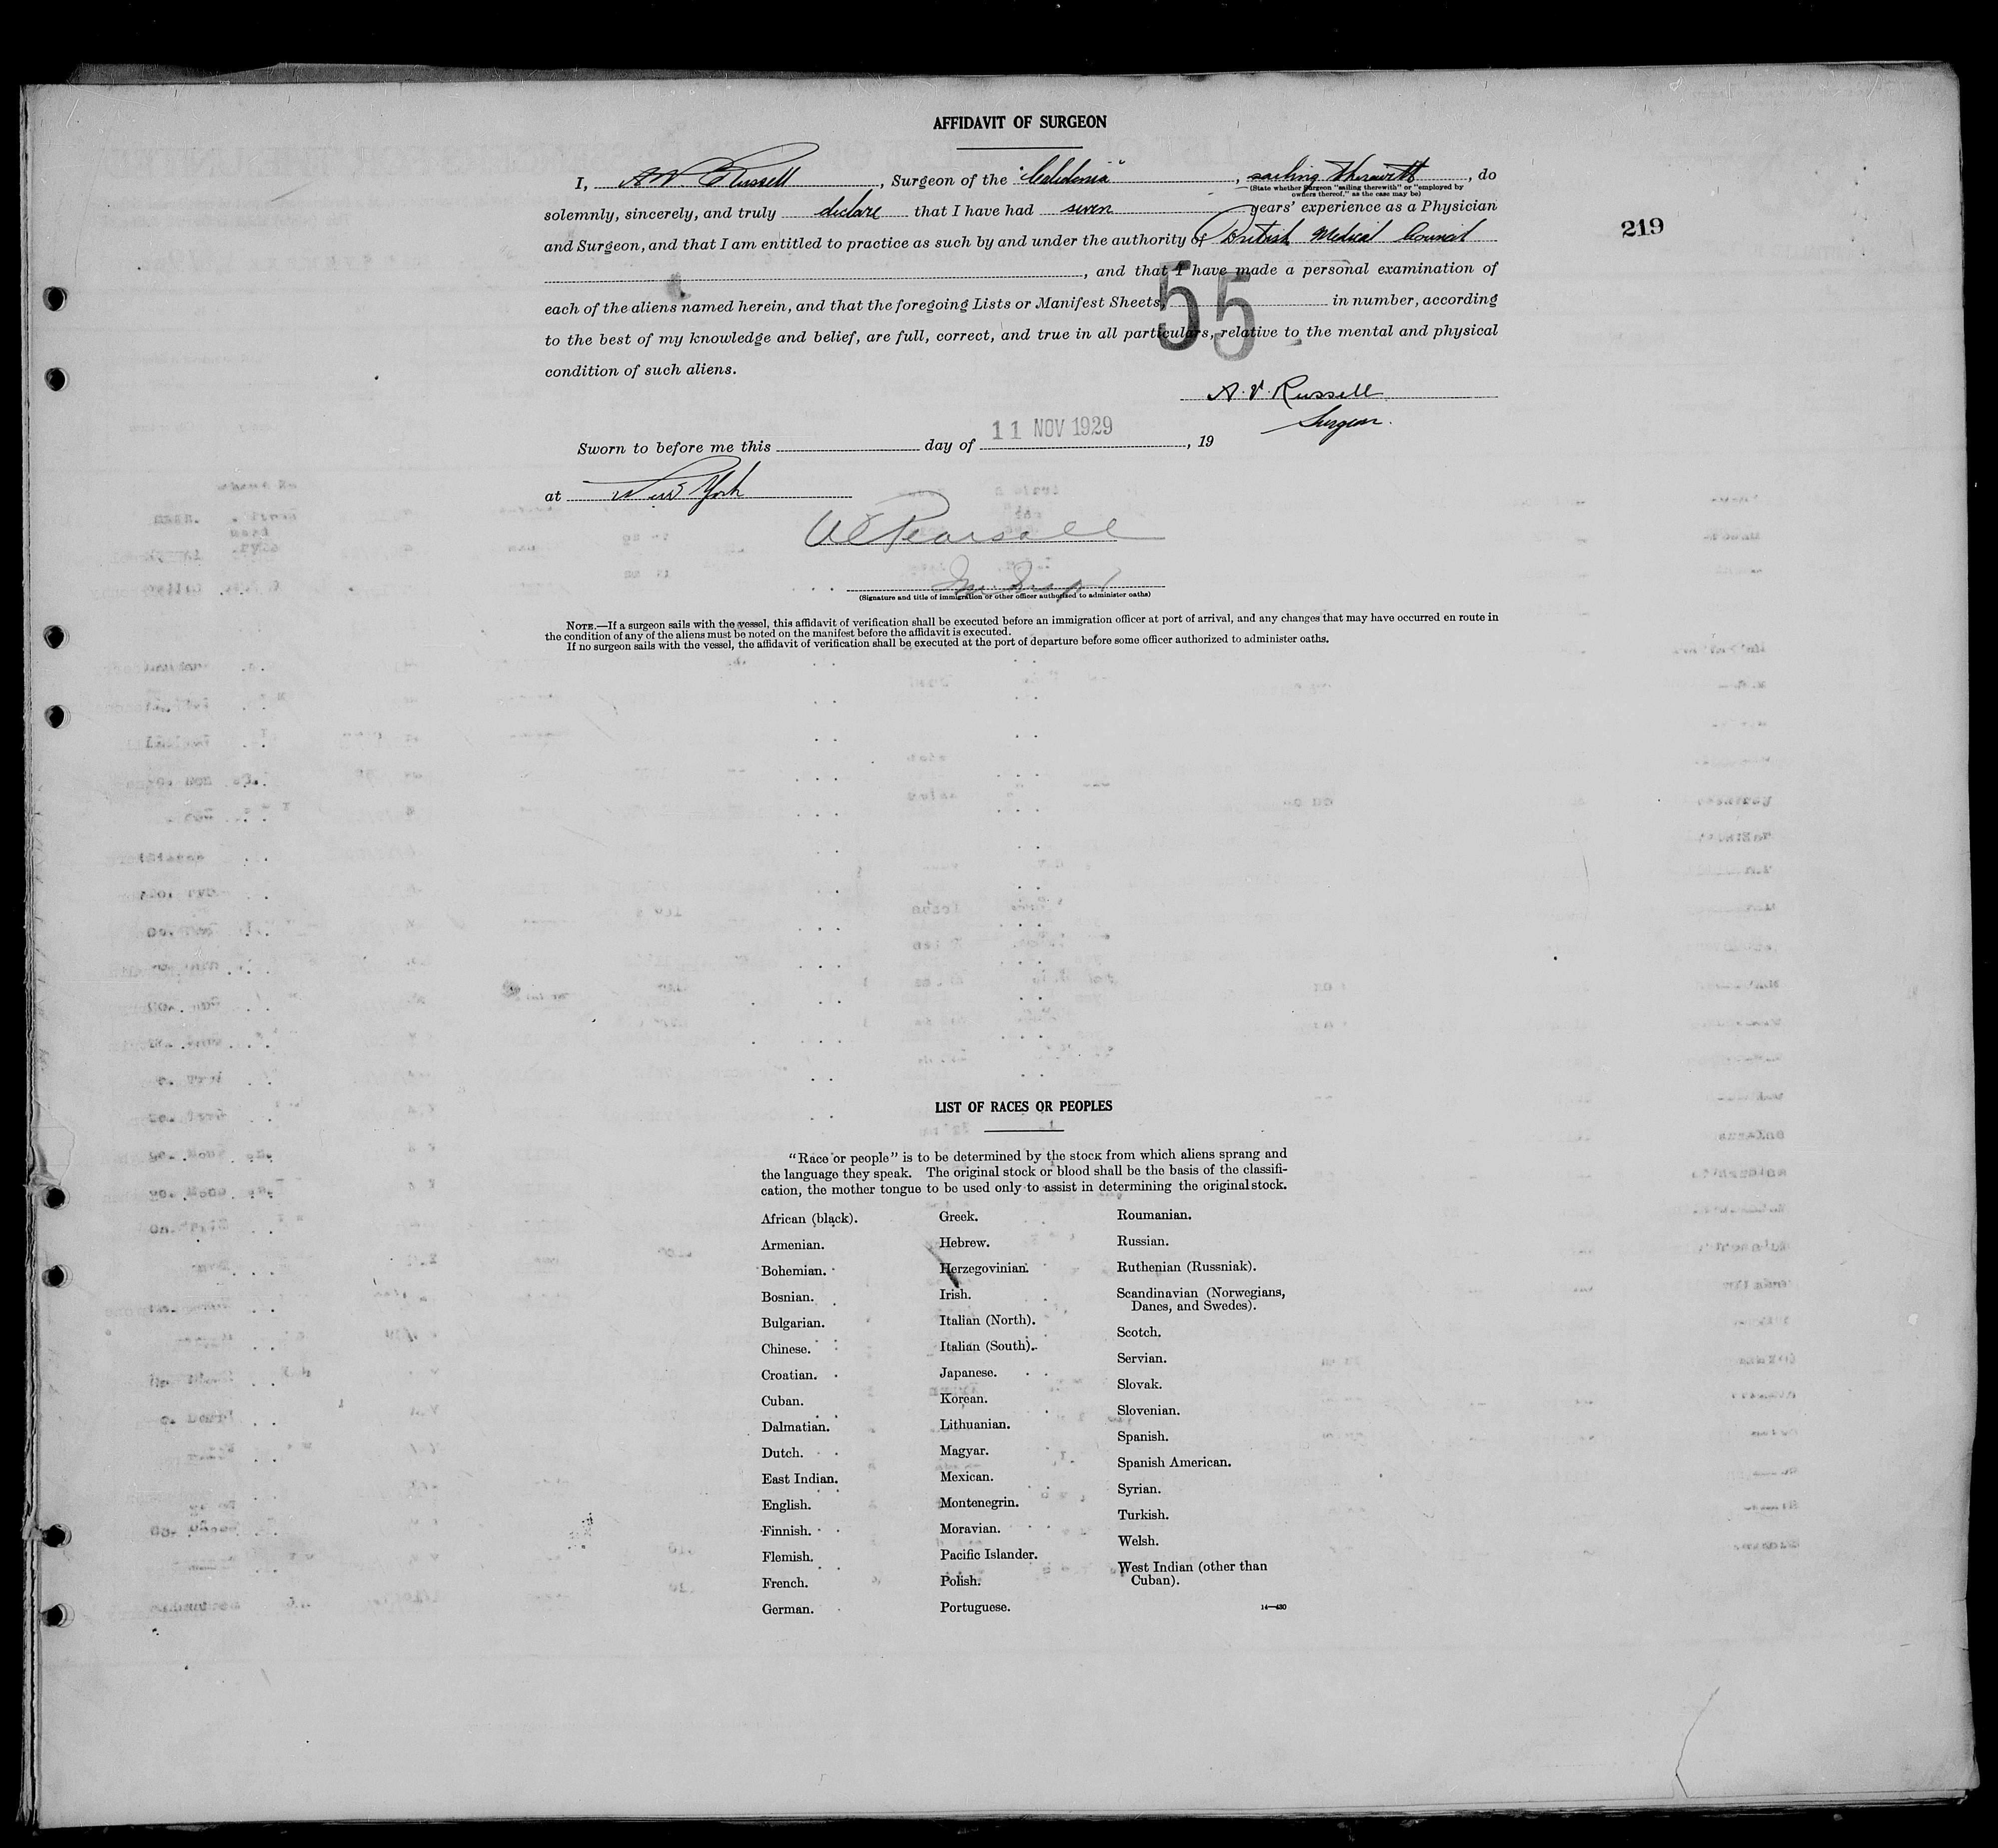 AFFIDAVIT OF SURGEON
I, A V. Russell, Surgeon of the "Caledonia", sailing therewith, do
(State whether Surgeon "sailing therewith" or "employed by
owners thereof," as the case may be)
solemnly, sincerely, and truly declare that I have had seven years' experience as a Physician
and Surgeon, and that I am entitled to practice as such by and under the authority of British Medical Council
219
, and that I have made a personal examination of
each of the aliens named herein, and that the foregoing Lists or Manifest Sheets, 55 in number, according
to the best of my knowledge and belief, are full, correct, and true in all particulars, relative to the mental and physical
condition of such aliens.
A. V. Russell
Surgeon.
Sworn to before me this day of 11 NOV 1929, 19
at New York
Pearsall
Im. Insp.
(Signature and title of immigration or other officer authorized to administer oaths)
NOTE.—If a surgeon sails with the vessel, this affidavit of verification shall be executed before an immigration officer at port of arrival, and any changes that may have occurred en route in
the condition of any of the aliens must be noted on the manifest before the affidavit is executed.
If no surgeon sails with the vessel, the affidavit of verification shall be executed at the port of departure before some officer authorized to administer oaths.
LIST OF RACES OR PEOPLES
"Race or people" is to be determined by the stock from which aliens sprang and
the language they speak. The original stock or blood shall be the basis of the classifi-
cation, the mother tongue to be used only to assist in determining the original stock.
African (black).
Armenian.
Bohemian.
Bosnian.
Bulgarian.
Chinese.
Croatian.
Cuban.
Dalmatian.
Dutch.
East Indian.
English.
Finnish.
Flemish.
French.
German.
Greek.
Hebrew.
Herzegovinian.
Irish.
Italian (North).
Italian (South).
Japanese.
Korean.
Lithuanian.
Magyar.
Mexican.
Montenegrin.
Moravian.
Pacific Islander.
Polish.
Portuguese.
Roumanian.
Russian.
Ruthenian (Russniak).
Scandinavian (Norwegians,
Danes, and Swedes).
Scotch.
Servian.
Slovak.
Slovenian.
Spanish.
Spanish American.
Syrian.
Turkish.
Welsh.
West Indian (other than
Cuban).
14—430